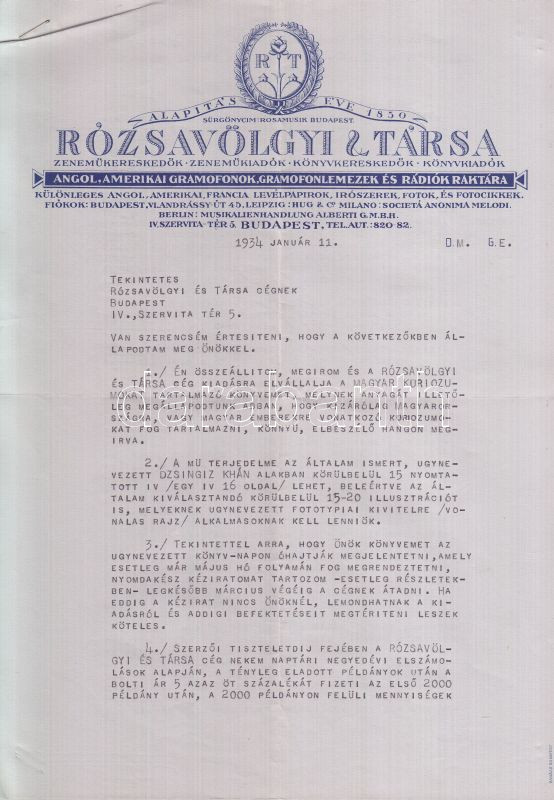 R T
ALAPITÁS ÉVE 1850
SÜRGÖNYCIM: ROSAMUSIK BUDAPEST.
RÓZSAVÖLGYI & TÁRSA
ZENEMŰKERESKEDŐK · ZENEMŰKIADÓK · KÖNYVKERESKEDŐK · KÖNYVKIADÓK
ANGOL, AMERIKAI GRAMOFONOK, GRAMOFONLEMEZEK ÉS RÁDIÓK RAKTÁRA
KÜLÖNLEGES ANGOL, AMERIKAI, FRANCIA LEVÉLPAPIROK, IRÓSZEREK, FOTOK, ÉS FOTOCIKKEK.
FIÓKOK: BUDAPEST, VI. ANDRÁSSY-ÚT 45, LEIPZIG: HUG & Cº MILANO: SOCIETÁ ANONIMA MELODI.
BERLIN: MUSIKALIENHANDLUNG ALBERTI G.M.B.H.
IV. SZERVITA-TÉR 5. BUDAPEST, TEL. AUT: 820-82.
1934 JANUÁR 11. D.M. G.E.
TEKINTETES
RÓZSAVÖLGYI ÉS TÁRSA CÉGNEK
BUDAPEST
IV., SZERVITA TÉR 5.
VAN SZERENCSÉM ÉRTESITENI, HOGY A KÖVETKEZŐKBEN ÁL-
LAPODTAM MEG ÖNÖKKEL.
1./ ÉN ÖSSZEÁLLITOM, MEGIROM ÉS A RÓZSAVÖLGYI
ÉS TÁRSA CÉG KIADÁSRA ELVÁLLALJA A MAGYAR KURIOZU-
MOKAT TARTALMAZÓ KÖNYVEMET, MELYNEK ANYAGÁT ILLETŐ-
LEG MEGÁLLAPODTUNK ABBAN, HOGY KIZÁRÓLAG MAGYAROR-
SZÁGRA, VAGY MAGYAR EMBEREKRE VONATKOZÓ KURIOZUMO-
KAT FOG TARTALMAZNI, KÖNNYÜ, ELBESZÉLŐ HANGON MEG-
IRVA.
2./ A MÜ TERJEDELME AZ ÁLTALAM ISMERT, UGYNE-
VEZETT DZSINGIZ KHÁN ALAKBAN KÖRÜLBELÜL 15 NYOMTA-
TOTT IV /EGY IV 16 OLDAL/ LEHET, BELEÉRTVE AZ ÁL-
TALAM KIVÁLASZTANDÓ KÖRÜLBELÜL 15-20 ILLUSZTRÁCIÓT
IS, MELYEKNEK UGYNEVEZETT FOTOTYPIAI KIVITELRE /VO-
NALAS RAJZ/ ALKALMASOKNAK KELL LENNIÖK.
3./ TEKINTETTEL ARRA, HOGY ÖNÖK KÖNYVEMET AZ
UGYNEVEZETT KÖNYV-NAPON ÓHAJTJÁK MEGJELENTETNI, AMELY
ESETLEG MÁR MÁJUS HÓ FOLYAMÁN FOG MEGRENDEZTETNI,
NYOMDAKÉSZ KÉZIRATOMAT TARTOZOM -ESETLEG RÉSZLETEK-
BEN- LEGKÉSŐBB MÁRCIUS VÉGÉIG A CÉGNEK ÁTADNI. HA
EDDIG A KÉZIRAT NINCS ÖNÖKNÉL, LEMONDHATNAK A KI-
ADÁSRÓL ÉS ADDIGI BEFEKTETÉSEIT MEGTÉRITENI LESZEK
KÖTELES.
4./ SZERZŐI TISZTELETDIJ FEJÉBEN A RÓZSAVÖL-
GYI ÉS TÁRSA CÉG NEKEM NAPTÁRI NEGYEDÉVI ELSZÁMO-
LÁSOK ALAPJÁN, A TÉNYLEG ELADOTT PÉLDÁNYOK UTÁN A
BOLTI ÁR 5 AZAZ ÖT SZÁZALÉKÁT FIZETI AZ ELSŐ 2000
PÉLDÁNY UTÁN, A 2000 PÉLDÁNYON FELÜLI MENNYISÉGEK
darabanth